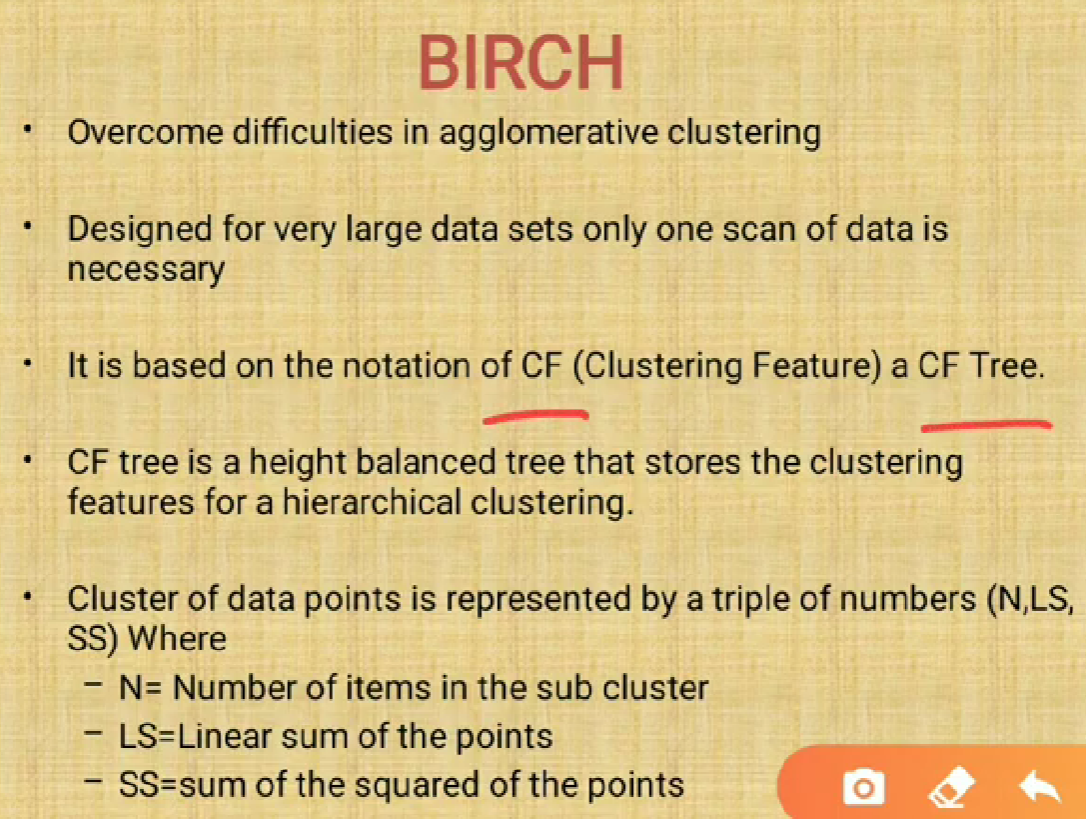 BIRCH
• Overcome difficulties in agglomerative clustering
• Designed for very large data sets only one scan of data is
necessary
• It is based on the notation of CF (Clustering Feature) a CF Tree.
• CF tree is a height balanced tree that stores the clustering
features for a hierarchical clustering.
• Cluster of data points is represented by a triple of numbers (N,LS,
SS) Where
– N= Number of items in the sub cluster
– LS=Linear sum of the points
– SS=sum of the squared of the points